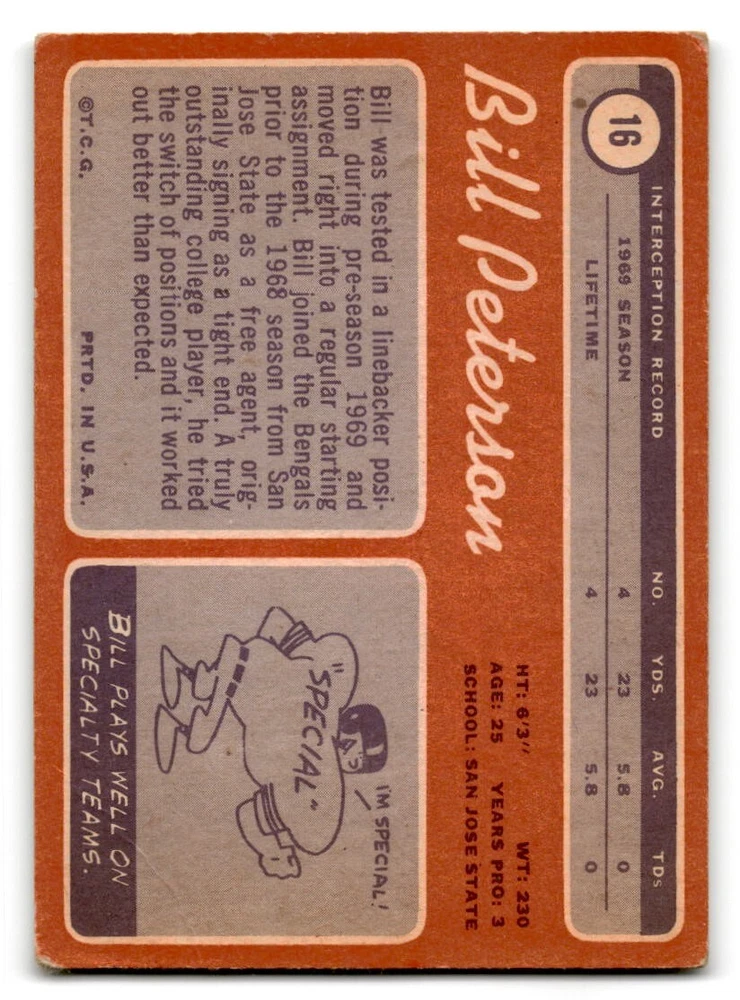 16
INTERCEPTION RECORD NO. YDS. AVG. TDs
1969 SEASON 4 23 5.8 0
LIFETIME 4 23 5.8 0
Bill Peterson
HT: 6'3" WT: 230
AGE: 25 YEARS PRO: 3
SCHOOL: SAN JOSE STATE
Bill was tested in a linebacker posi-
tion during pre-season 1969 and
moved right into a regular starting
assignment. Bill joined the Bengals
prior to the 1968 season from San
Jose State as a free agent, orig-
inally signing as a tight end. A truly
outstanding college player, he tried
the switch of positions and it worked
out better than expected.
©T.C.G. PRTD. IN U.S.A.
I'M SPECIAL!
"SPECIAL"
BILL PLAYS WELL ON
SPECIALTY TEAMS.